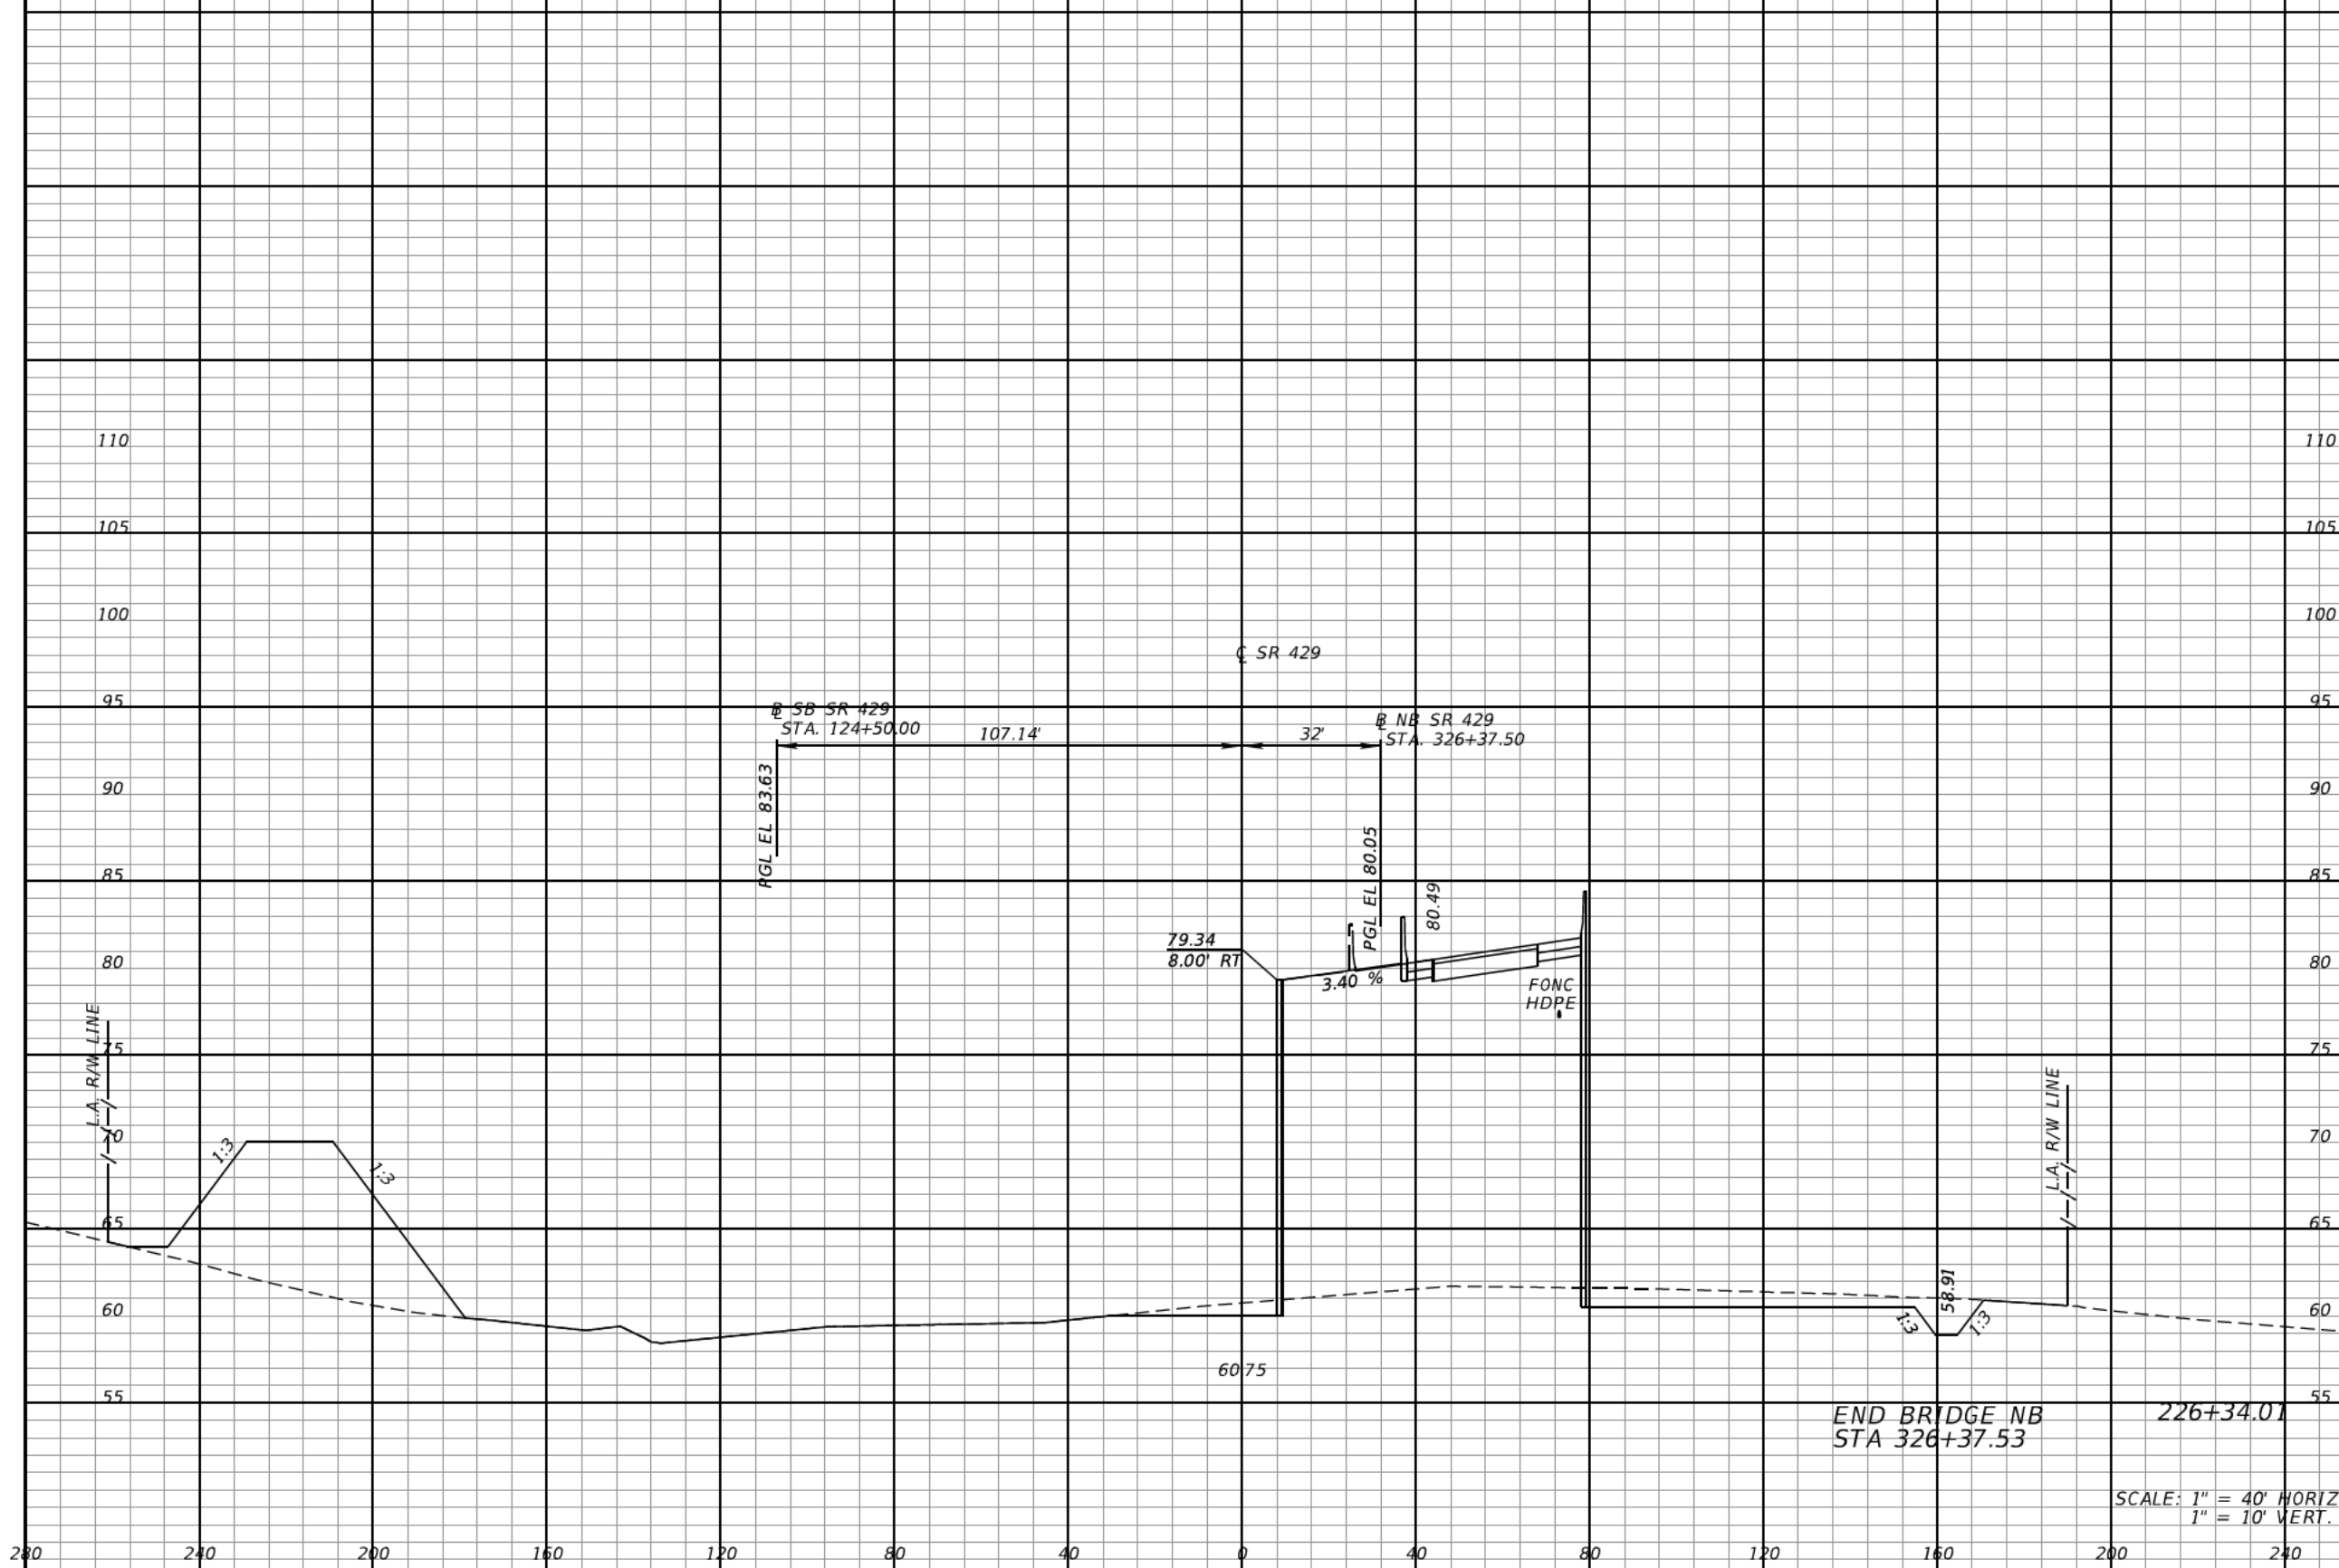 110 110
105 105
100 100
℄ SR 429
95 95
B SB SR 429
STA. 124+50.00
107.14'
32'
B NB SR 429
STA. 326+37.50
90 90
PGL EL 83.63
PGL EL 80.05
85 85
80.49
79.34
8.00' RT
80 80
3.40 %
FONC
HDPE
L.A. R/W LINE
75 75
L.A. R/W LINE
70 70
1:3
1:3
65 65
58.91
60 60
1:3
1:3
60.75
55 55
END BRIDGE NB
STA 326+37.53
226+34.01
SCALE: 1" = 40' HORIZ
1" = 10' VERT.
280 240 200 160 120 80 40 0 40 80 120 160 200 240